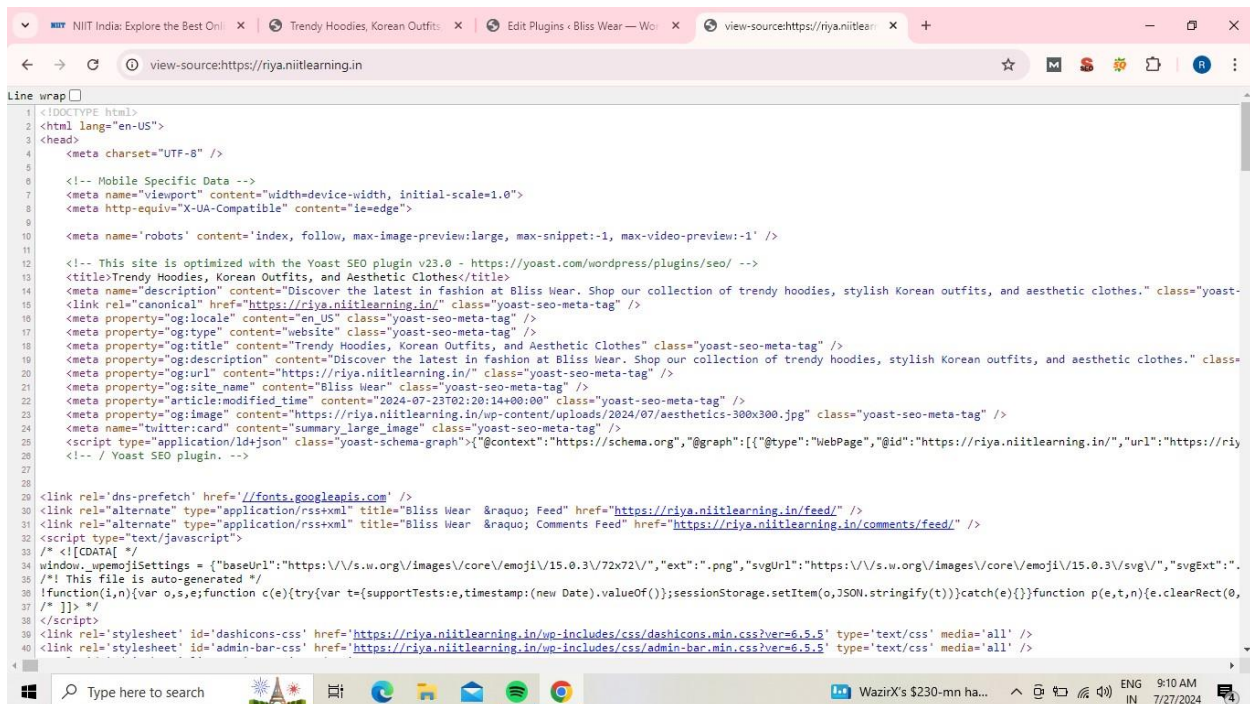 NIIT India: Explore the Best Onli
Trendy Hoodies, Korean Outfits,
Edit Plugins ‹ Bliss Wear — Wor
view-source:https://riya.niitlearn
view-source:https://riya.niitlearning.in
R
Line wrap
1 <!DOCTYPE html>
2 <html lang="en-US">
3 <head>
4 <meta charset="UTF-8" />
5
6 <!-- Mobile Specific Data -->
7 <meta name="viewport" content="width=device-width, initial-scale=1.0">
8 <meta http-equiv="X-UA-Compatible" content="ie=edge">
9
10 <meta name='robots' content='index, follow, max-image-preview:large, max-snippet:-1, max-video-preview:-1' />
11
12 <!-- This site is optimized with the Yoast SEO plugin v23.0 - https://yoast.com/wordpress/plugins/seo/ -->
13 <title>Trendy Hoodies, Korean Outfits, and Aesthetic Clothes</title>
14 <meta name="description" content="Discover the latest in fashion at Bliss Wear. Shop our collection of trendy hoodies, stylish Korean outfits, and aesthetic clothes." class="yoast-
15 <link rel="canonical" href="https://riya.niitlearning.in/" class="yoast-seo-meta-tag" />
16 <meta property="og:locale" content="en_US" class="yoast-seo-meta-tag" />
17 <meta property="og:type" content="website" class="yoast-seo-meta-tag" />
18 <meta property="og:title" content="Trendy Hoodies, Korean Outfits, and Aesthetic Clothes" class="yoast-seo-meta-tag" />
19 <meta property="og:description" content="Discover the latest in fashion at Bliss Wear. Shop our collection of trendy hoodies, stylish Korean outfits, and aesthetic clothes." class=
20 <meta property="og:url" content="https://riya.niitlearning.in/" class="yoast-seo-meta-tag" />
21 <meta property="og:site_name" content="Bliss Wear" class="yoast-seo-meta-tag" />
22 <meta property="article:modified_time" content="2024-07-23T02:20:14+00:00" class="yoast-seo-meta-tag" />
23 <meta property="og:image" content="https://riya.niitlearning.in/wp-content/uploads/2024/07/aesthetics-300x300.jpg" class="yoast-seo-meta-tag" />
24 <meta name="twitter:card" content="summary_large_image" class="yoast-seo-meta-tag" />
25 <script type="application/ld+json" class="yoast-schema-graph">{"@context":"https://schema.org","@graph":[{"@type":"WebPage","@id":"https://riya.niitlearning.in/","url":"https://riy
26 <!-- / Yoast SEO plugin. -->
27
28
29 <link rel='dns-prefetch' href='//fonts.googleapis.com' />
30 <link rel="alternate" type="application/rss+xml" title="Bliss Wear &raquo; Feed" href="https://riya.niitlearning.in/feed/" />
31 <link rel="alternate" type="application/rss+xml" title="Bliss Wear &raquo; Comments Feed" href="https://riya.niitlearning.in/comments/feed/" />
32 <script type="text/javascript">
33 /* <![CDATA[ */
34 window._wpemojiSettings = {"baseUrl":"https:\/\/s.w.org\/images\/core\/emoji\/15.0.3\/72x72\/","ext":".png","svgUrl":"https:\/\/s.w.org\/images\/core\/emoji\/15.0.3\/svg\/","svgExt":".
35 /*! This file is auto-generated */
36 !function(i,n){var o,s,e;function c(e){try{var t={supportTests:e,timestamp:(new Date).valueOf()};sessionStorage.setItem(o,JSON.stringify(t))}catch(e){}}function p(e,t,n){e.clearRect(0,
37 /* ]]> */
38 </script>
39 <link rel='stylesheet' id='dashicons-css' href='https://riya.niitlearning.in/wp-includes/css/dashicons.min.css?ver=6.5.5' type='text/css' media='all' />
40 <link rel='stylesheet' id='admin-bar-css' href='https://riya.niitlearning.in/wp-includes/css/admin-bar.min.css?ver=6.5.5' type='text/css' media='all' />
Type here to search
WazirX's $230-mn ha...
ENG
IN
9:10 AM
7/27/2024
4